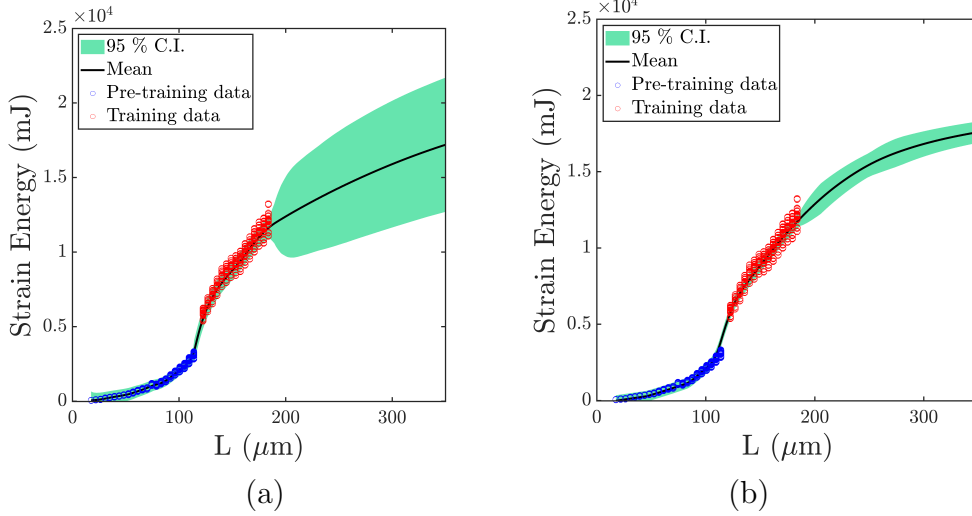 ×10⁴
2.5
2
1.5
1
0.5
0
Strain Energy (mJ)
95 % C.I.
Mean
Pre-training data
Training data
0 100 200 300
L (μm)
(a)
×10⁴
2.5
2
1.5
1
0.5
0
Strain Energy (mJ)
95 % C.I.
Mean
Pre-training data
Training data
0 100 200 300
L (μm)
(b)